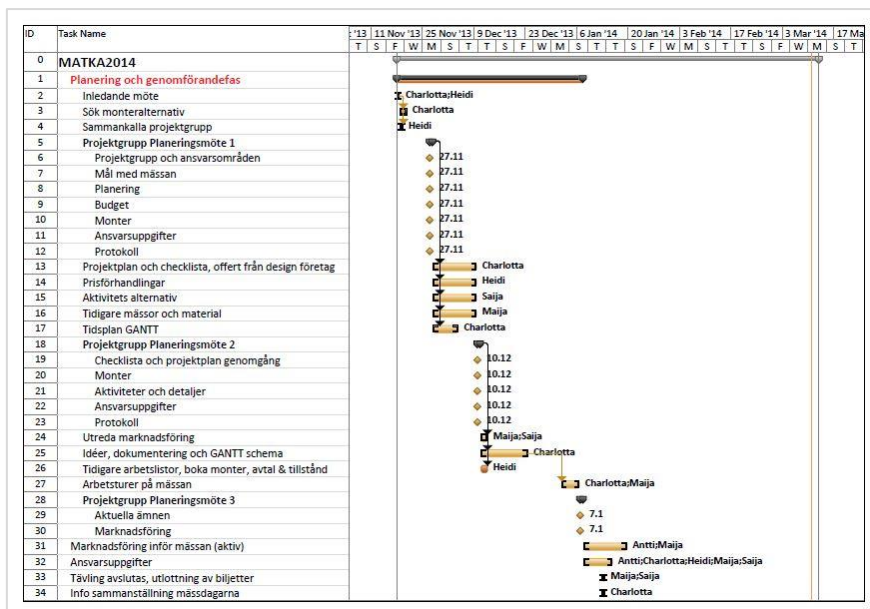 ID Task Name : '13 11 Nov '13 25 Nov '13 9 Dec '13 23 Dec '13 6 Jan '14 20 Jan '14 3 Feb '14 17 Feb '14 3 Mar '14 17 Ma
T S F W M S T T S F W M S T T S F W M S T
0 MATKA2014
1 Planering och genomförandefas
2 Inledande möte Charlotta;Heidi
3 Sök monteralternativ Charlotta
4 Sammankalla projektgrupp Heidi
5 Projektgrupp Planeringsmöte 1
6 Projektgrupp och ansvarsområden 27.11
7 Mål med mässan 27.11
8 Planering 27.11
9 Budget 27.11
10 Monter 27.11
11 Ansvarsuppgifter 27.11
12 Protokoll 27.11
13 Projektplan och checklista, offert från design företag Charlotta
14 Prisförhandlingar Heidi
15 Aktivitets alternativ Saija
16 Tidigare mässor och material Maija
17 Tidsplan GANTT Charlotta
18 Projektgrupp Planeringsmöte 2
19 Checklista och projektplan genomgång 10.12
20 Monter 10.12
21 Aktiviteter och detaljer 10.12
22 Ansvarsuppgifter 10.12
23 Protokoll 10.12
24 Utreda marknadsföring Maija;Saija
25 Idéer, dokumentering och GANTT schema Charlotta
26 Tidigare arbetslistor, boka monter, avtal & tillstånd Heidi
27 Arbetsturer på mässan Charlotta;Maija
28 Projektgrupp Planeringsmöte 3
29 Aktuella ämnen 7.1
30 Marknadsföring 7.1
31 Marknadsföring inför mässan (aktiv) Antti;Maija
32 Ansvarsuppgifter Antti;Charlotta;Heidi;Maija;Saija
33 Tävling avslutas, utlottning av biljetter Maija;Saija
34 Info sammanställning mässdagarna Charlotta